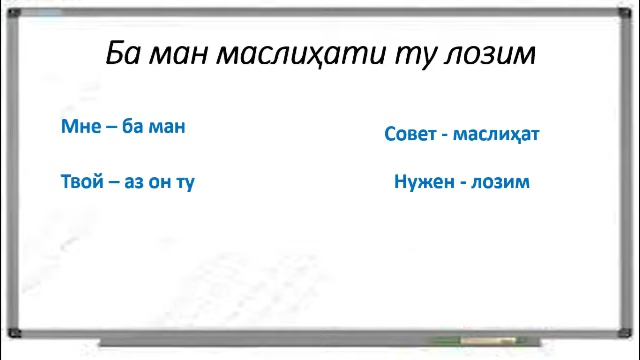 Ба ман маслиҳати ту лозим
Мне – ба ман
Совет - маслиҳат
Твой – аз он ту
Нужен - лозим